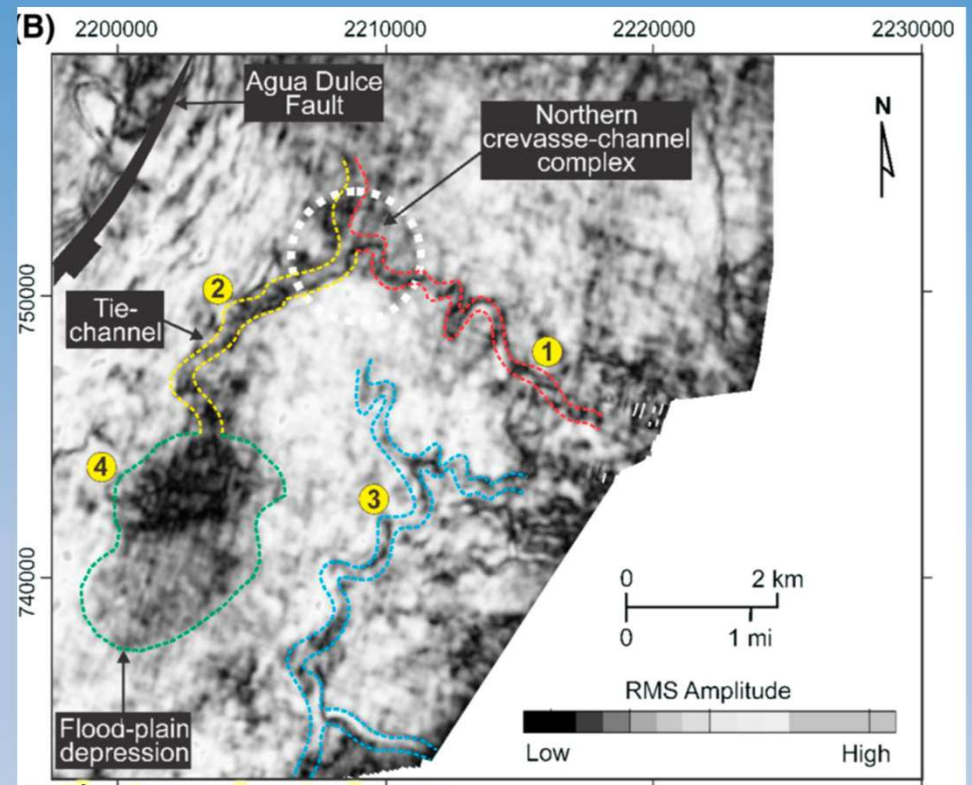 (B)
2200000
2210000
2220000
2230000
Agua Dulce
Fault
Northern
crevasse-channel
complex
N
750000
2
Tie-
channel
1
4
3
740000
0
2 km
0
1 mi
RMS Amplitude
Flood-plain
depression
Low
High